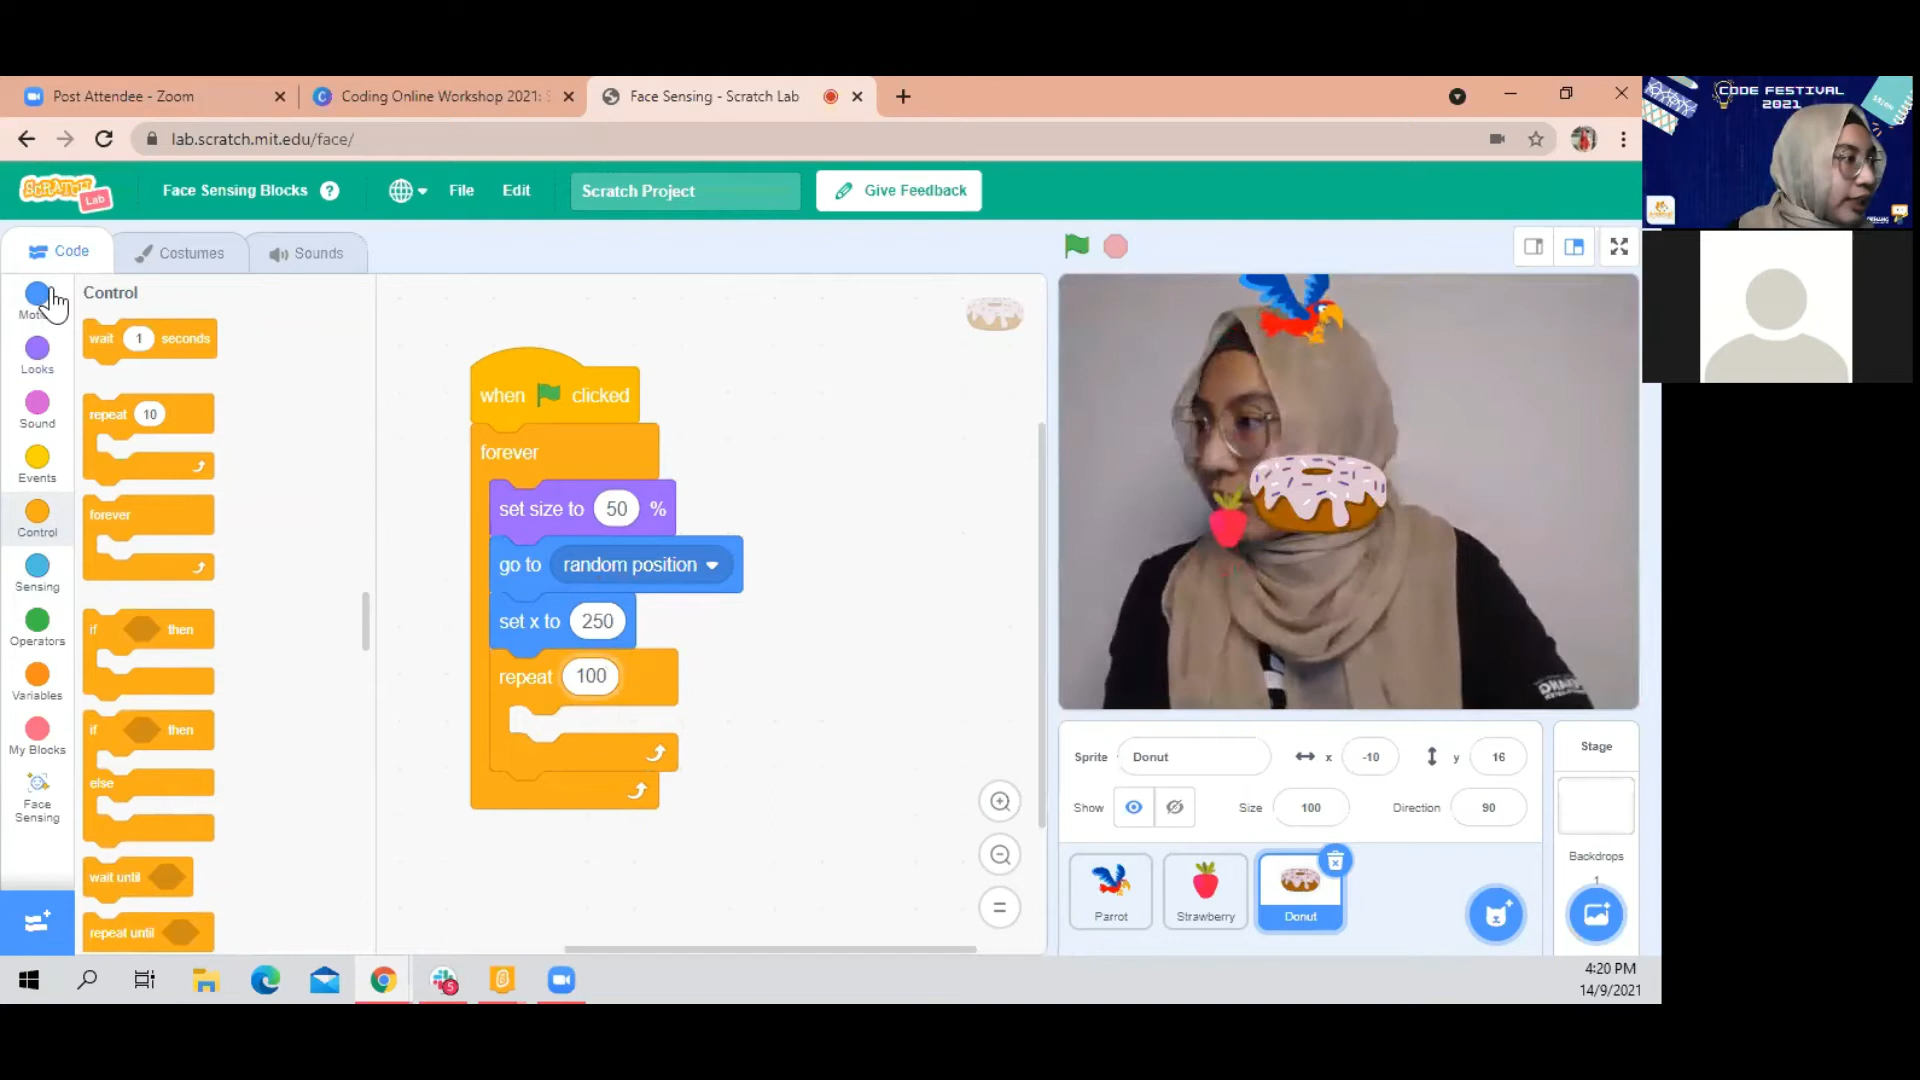 Post Attendee - Zoom
Coding Online Workshop 2021:
Face Sensing - Scratch Lab
lab.scratch.mit.edu/face/
SCRATCH
Lab
Face Sensing Blocks ?
File
Edit
Scratch Project
Give Feedback
CODE FESTIVAL
2021
Code
Costumes
Sounds
Looks
Sound
Events
Control
Sensing
Operators
Variables
My Blocks
Face
Sensing
Control
wait 1 seconds
repeat 10
forever
if then
if then
else
wait until
repeat until
when clicked
forever
set size to 50 %
go to random position
set x to 250
repeat 100
Sprite Donut x -10 y 16
Show Size 100 Direction 90
Parrot
Strawberry
Donut
Stage
Backdrops
1
5
4:20 PM
14/9/2021